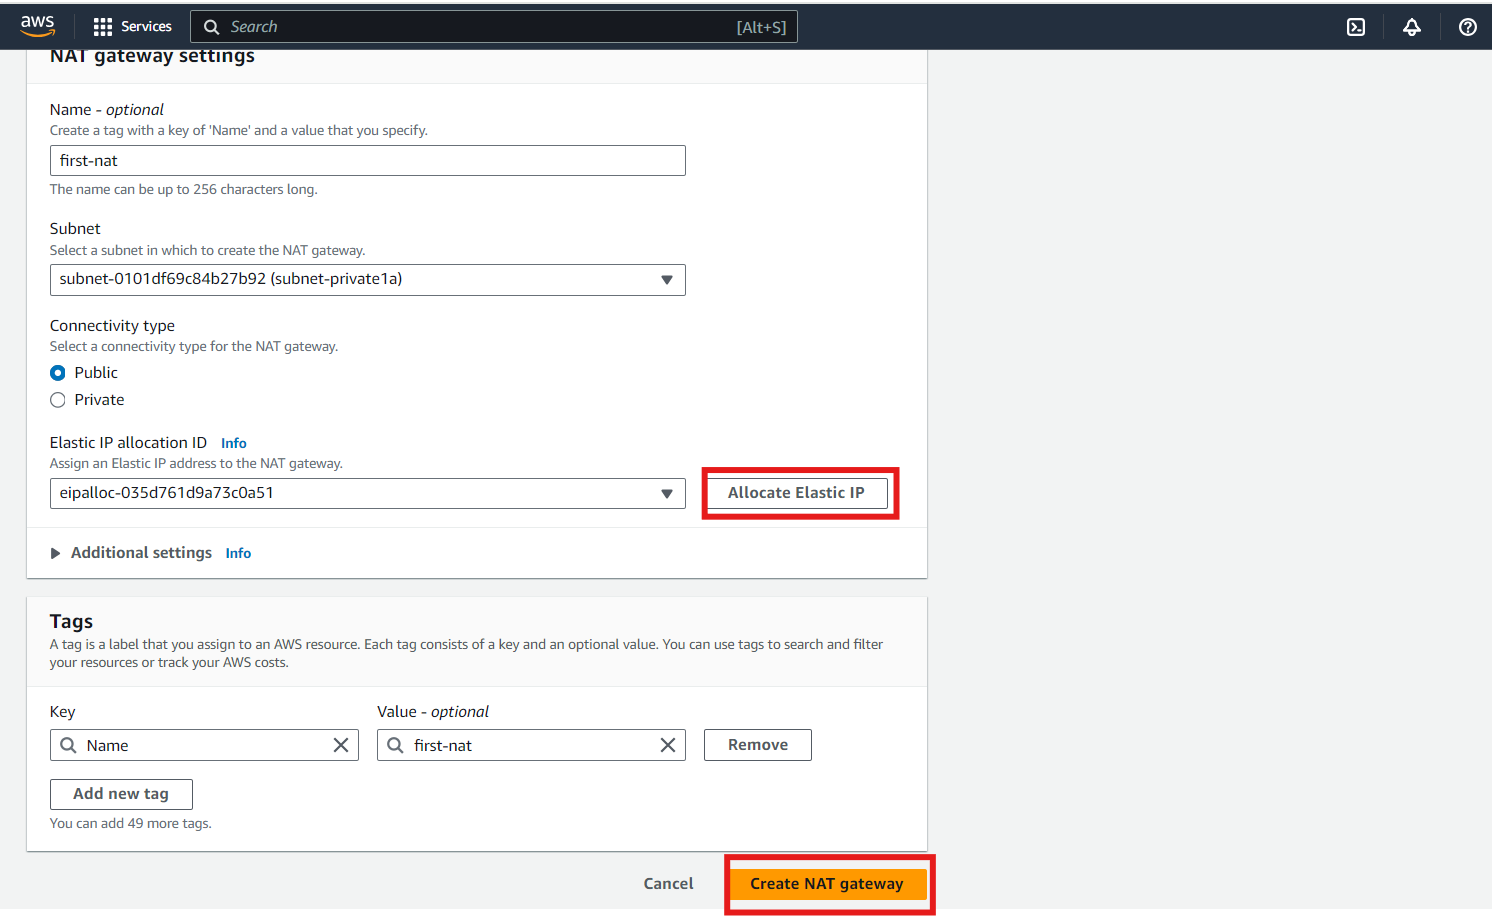 aws
Services
Search
[Alt+S]
NAT gateway settings
Name - optional
Create a tag with a key of 'Name' and a value that you specify.
first-nat
The name can be up to 256 characters long.
Subnet
Select a subnet in which to create the NAT gateway.
subnet-0101df69c84b27b92 (subnet-private1a)
Connectivity type
Select a connectivity type for the NAT gateway.
Public
Private
Elastic IP allocation ID Info
Assign an Elastic IP address to the NAT gateway.
eipalloc-035d761d9a73c0a51
Allocate Elastic IP
Additional settings Info
Tags
A tag is a label that you assign to an AWS resource. Each tag consists of a key and an optional value. You can use tags to search and filter
your resources or track your AWS costs.
Key
Value - optional
Name
first-nat
Remove
Add new tag
You can add 49 more tags.
Cancel
Create NAT gateway